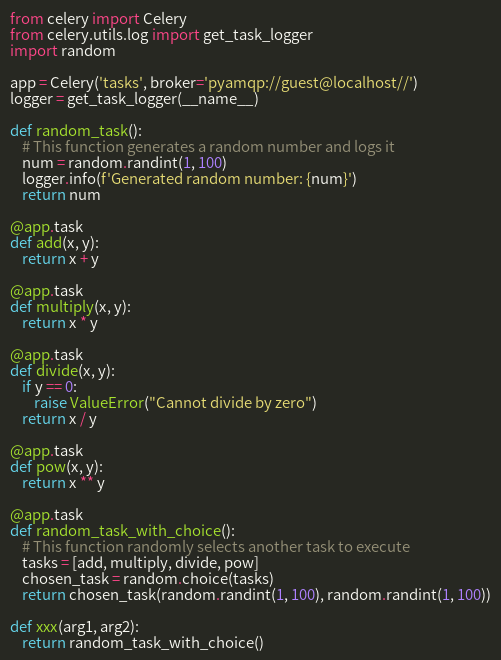 from celery import Celery
from celery.utils.log import get_task_logger
import random

app = Celery('tasks', broker='pyamqp://guest@localhost//')
logger = get_task_logger(__name__)

def random_task():
    # This function generates a random number and logs it
    num = random.randint(1, 100)
    logger.info(f'Generated random number: {num}')
    return num

@app.task
def add(x, y):
    return x + y

@app.task
def multiply(x, y):
    return x * y

@app.task
def divide(x, y):
    if y == 0:
        raise ValueError("Cannot divide by zero")
    return x / y

@app.task
def pow(x, y):
    return x ** y

@app.task
def random_task_with_choice():
    # This function randomly selects another task to execute
    tasks = [add, multiply, divide, pow]
    chosen_task = random.choice(tasks)
    return chosen_task(random.randint(1, 100), random.randint(1, 100))

def xxx(arg1, arg2):
    return random_task_with_choice()